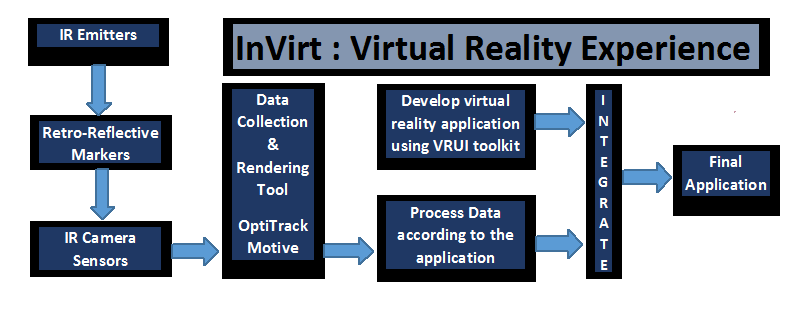 InVirt : Virtual Reality Experience
IR Emitters
Retro-Reflective
Markers
IR Camera
Sensors
Data
Collection
&
Rendering
Tool
OptiTrack
Motive
Develop virtual
reality application
using VRUI toolkit
Process Data
according to the
application
I
N
T
E
G
R
A
T
E
Final
Application